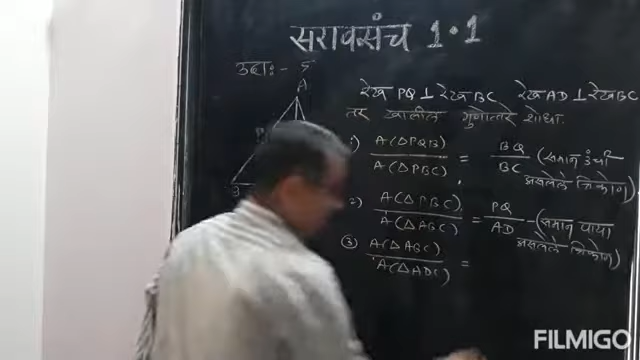 सरावसंच 1.1
उदा:- 5
A
P
B
रेख PQ ⊥ रेख BC रेख AD ⊥ रेख BC
तर खालील गुणोत्तरे शोधा.
1) A(△PQB) / A(△PBC) = BQ / BC (समान उंची असलेले त्रिकोण)
2) A(△PBC) / A(△ABC) = PQ / AD - (समान पाया असलेले त्रिकोण)
③ A(△ABC) / A(△ADC) =
FILMIGO